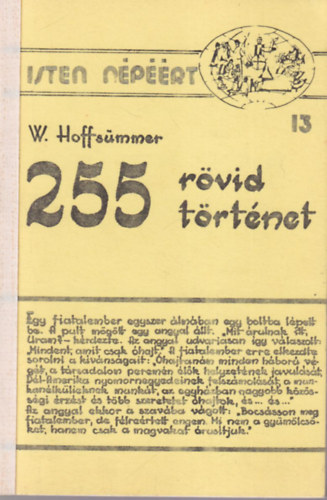 ISTEN NÉPÉÉRT
13
W. Hoffsümmer
255 rövid
történet
Egy fiatalember egyszer álmában egy boltba lépett
be. A pult mögött egy angyal állt. "Mit árulnak itt,
Uram?- kérdezte. Az angyal udvariasan így válaszolt:
"Mindent, amit csak óhajt." A fiatalember erre elkezdte
sorolni a kívánságait: "Óhajtanám minden háború vé-
gét, a társadalom peremén élők helyzetének javulását,
Dél-Amerika nyomornegyedeinek felszámolását, a mun-
kanélkülieknek munkát, az egyházban nagyobb közös-
ségi érzést és több szeretetet óhajtok, és... és..."
Az angyal ekkor a szavába vágott: "Bocsásson meg
fiatalember, de félreértett engem. Mi nem a gyümölcsö-
ket, hanem csak a magvakat árusítjuk."